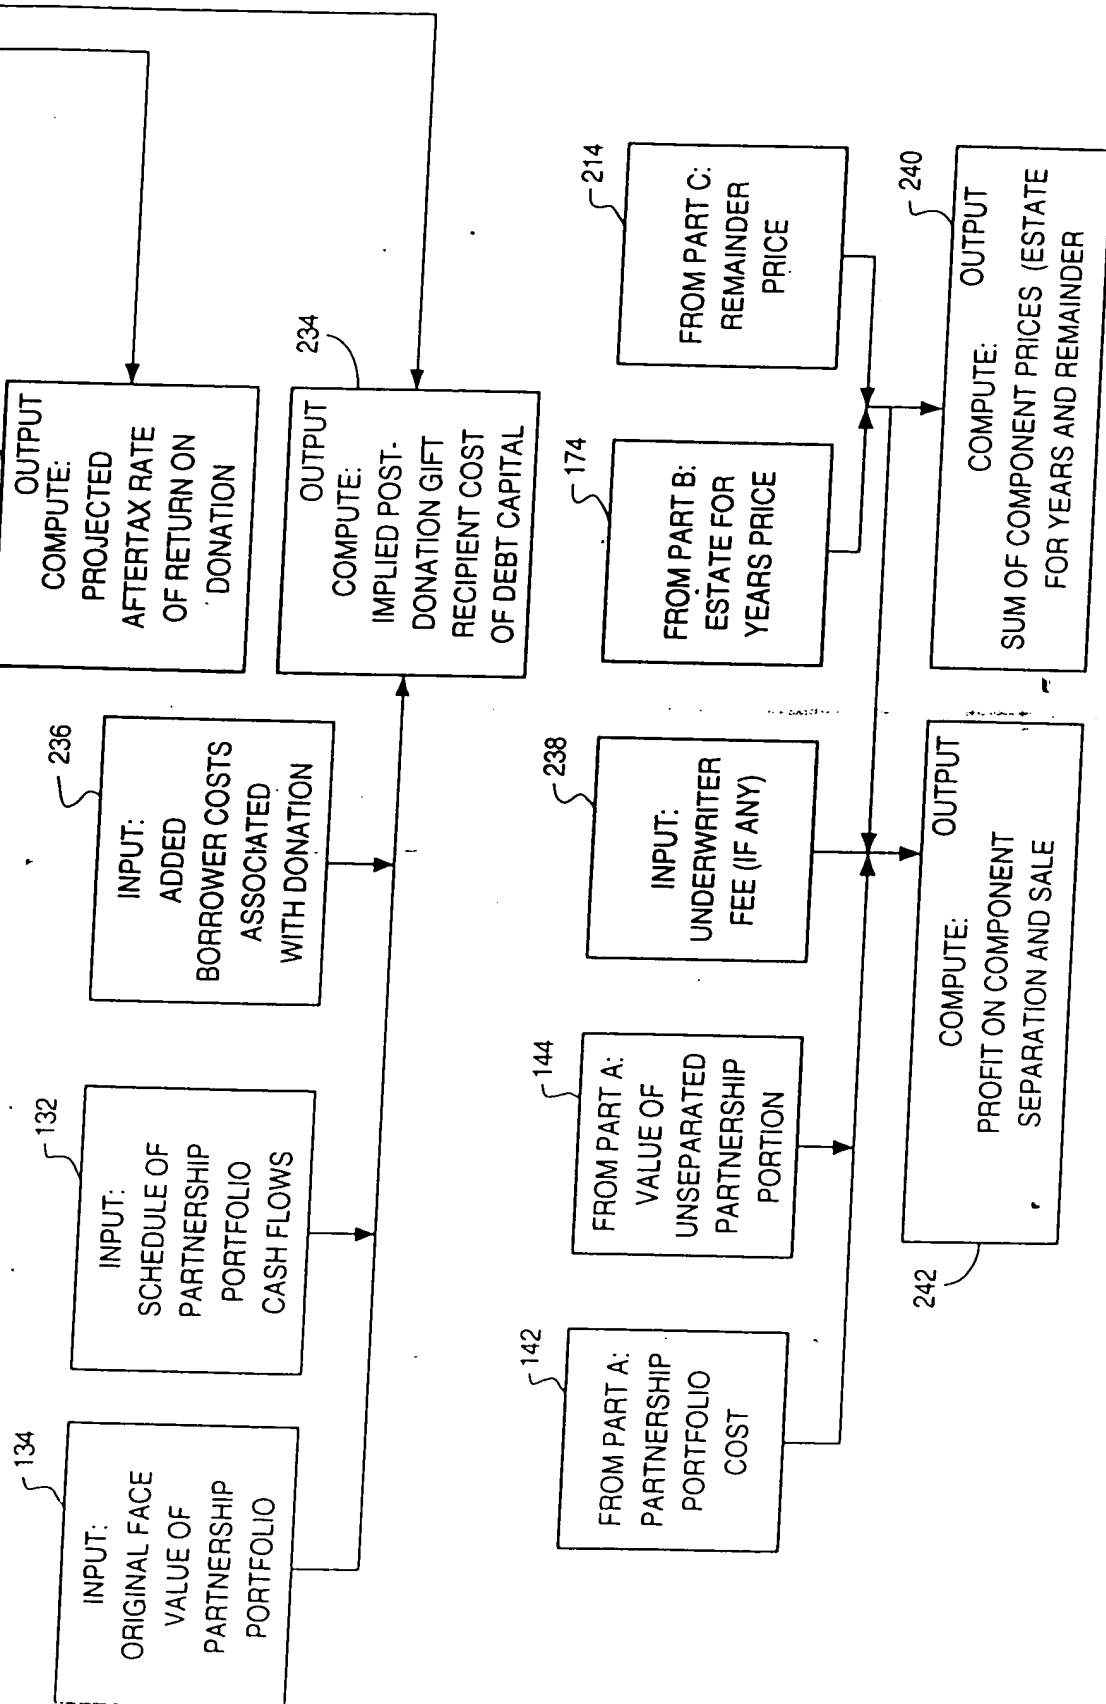 134
INPUT:
ORIGINAL FACE
VALUE OF
PARTNERSHIP
PORTFOLIO
132
INPUT:
SCHEDULE OF
PARTNERSHIP
PORTFOLIO
CASH FLOWS
236
INPUT:
ADDED
BORROWER COSTS
ASSOCIATED
WITH DONATION
OUTPUT
COMPUTE:
PROJECTED
AFTERTAX RATE
OF RETURN ON
DONATION
234
OUTPUT
COMPUTE:
IMPLIED POST-
DONATION GIFT
RECIPIENT COST
OF DEBT CAPITAL
142
FROM PART A:
PARTNERSHIP
PORTFOLIO
COST
144
FROM PART A:
VALUE OF
UNSEPARATED
PARTNERSHIP
PORTION
238
INPUT:
UNDERWRITER
FEE (IF ANY)
174
FROM PART B:
ESTATE FOR
YEARS PRICE
214
FROM PART C:
REMAINDER
PRICE
242
OUTPUT
COMPUTE:
PROFIT ON COMPONENT
SEPARATION AND SALE
240
OUTPUT
COMPUTE:
SUM OF COMPONENT PRICES (ESTATE
FOR YEARS AND REMAINDER